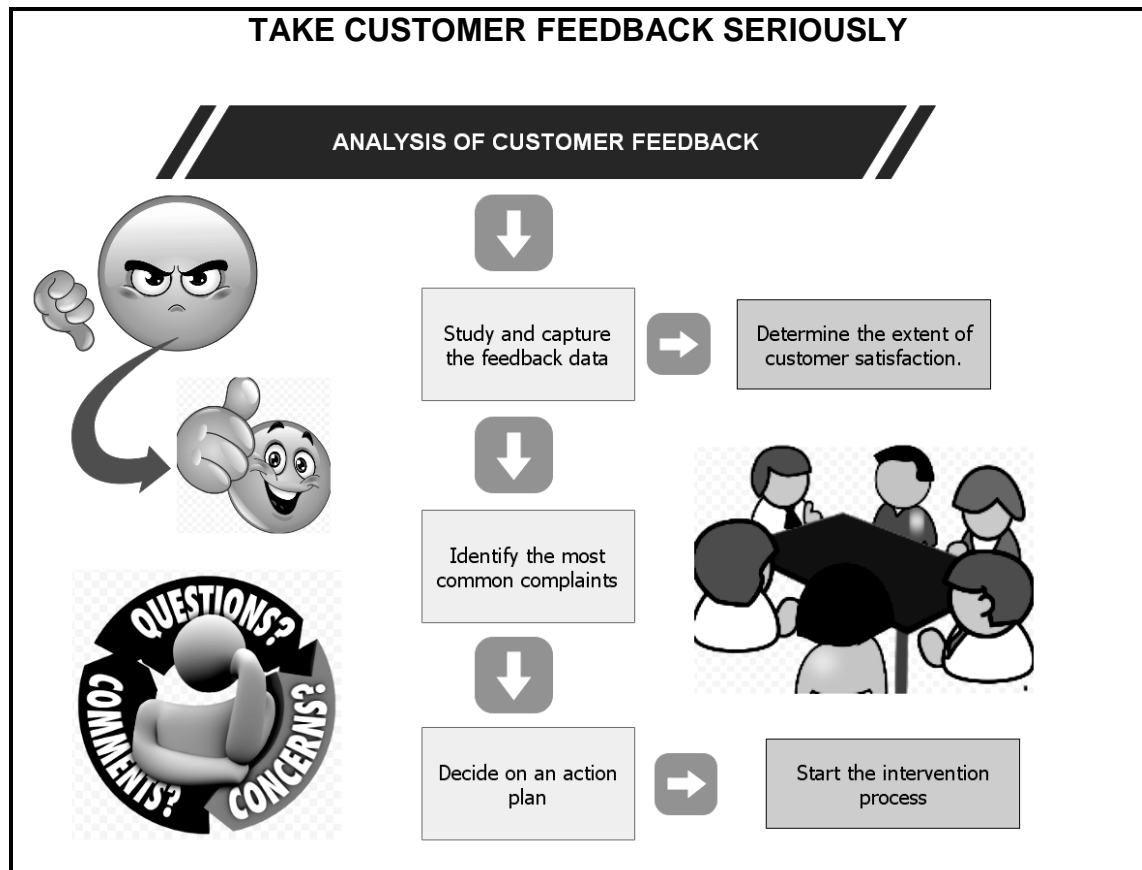 TAKE CUSTOMER FEEDBACK SERIOUSLY
ANALYSIS OF CUSTOMER FEEDBACK
Study and capture
the feedback data
Determine the extent of
customer satisfaction.
Identify the most
common complaints
QUESTIONS?
COMMENTS?
CONCERNS?
Decide on an action
plan
Start the intervention
process